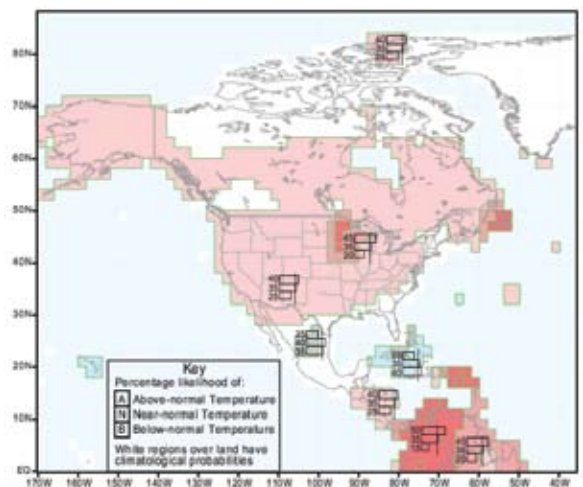 80N
70N
60N
50N
40N
30N
20N
10N
EQ
Key
Percentage likelihood of:
A Above-normal Temperature
N Near-normal Temperature
B Below-normal Temperature
White regions over land have
climatological probabilities
170W 160W 150W 140W 130W 120W 110W 100W 90W 80W 70W 60W 50W 40W